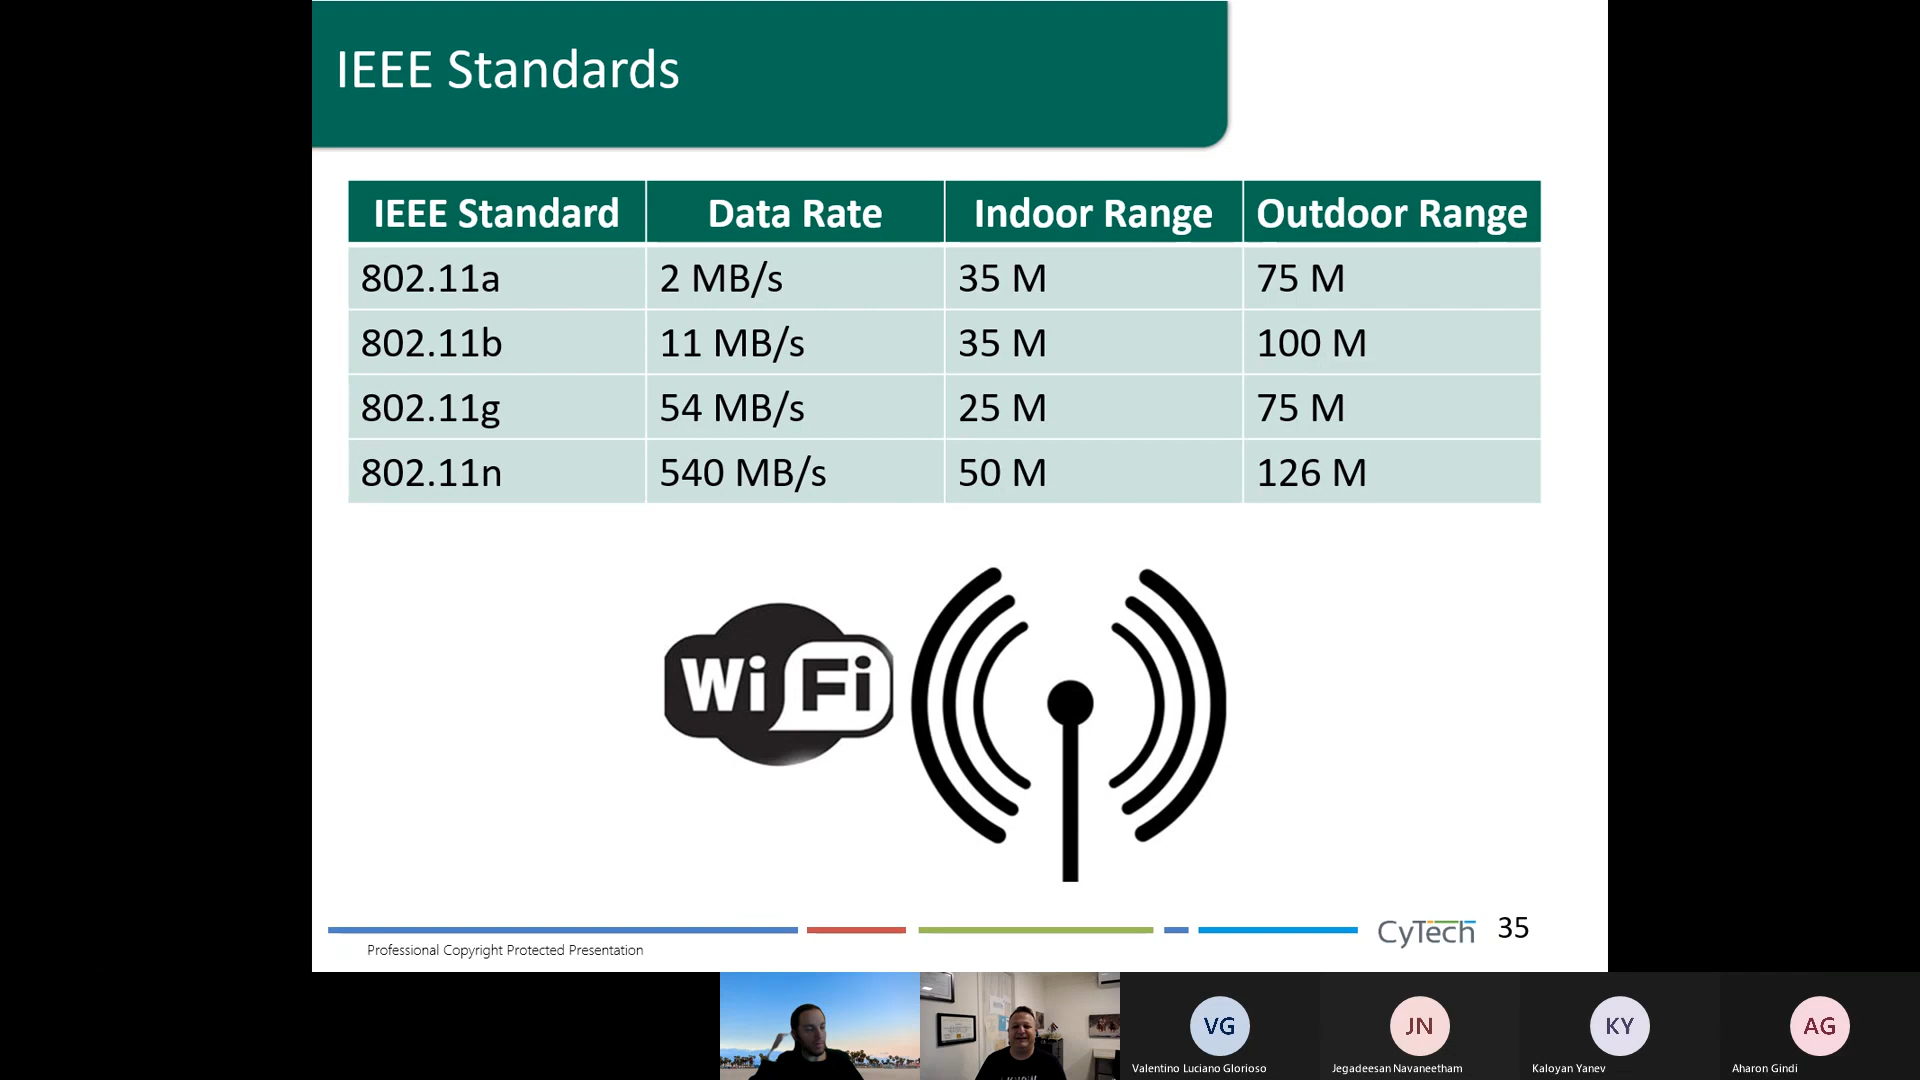 IEEE Standards
IEEE Standard Data Rate Indoor Range Outdoor Range
802.11a 2 MB/s 35 M 75 M
802.11b 11 MB/s 35 M 100 M
802.11g 54 MB/s 25 M 75 M
802.11n 540 MB/s 50 M 126 M
Wi Fi
CyTech 35
Professional Copyright Protected Presentation
VG JN KY AG
Valentino Luciano Glorioso Jegadeesan Navaneetham Kaloyan Yanev Aharon Gindi